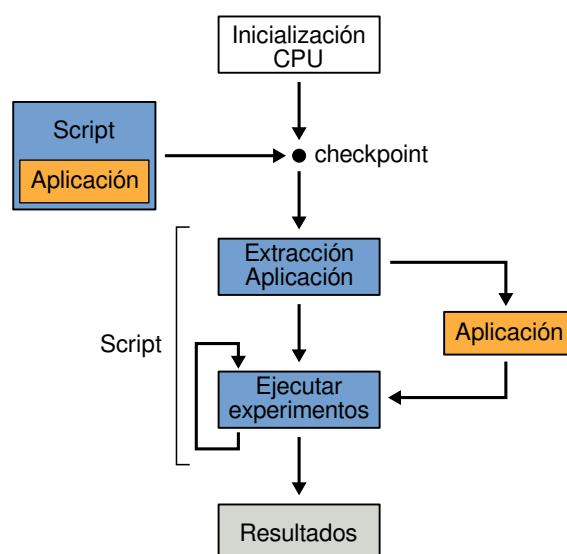 Inicialización
CPU
Script
Aplicación
checkpoint
Extracción
Aplicación
Aplicación
Script
Ejecutar
experimentos
Resultados